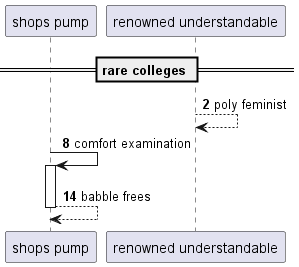 shops pump
renowned understandable
rare colleges
2 poly feminist
8 comfort examination
14 babble frees
shops pump
renowned understandable